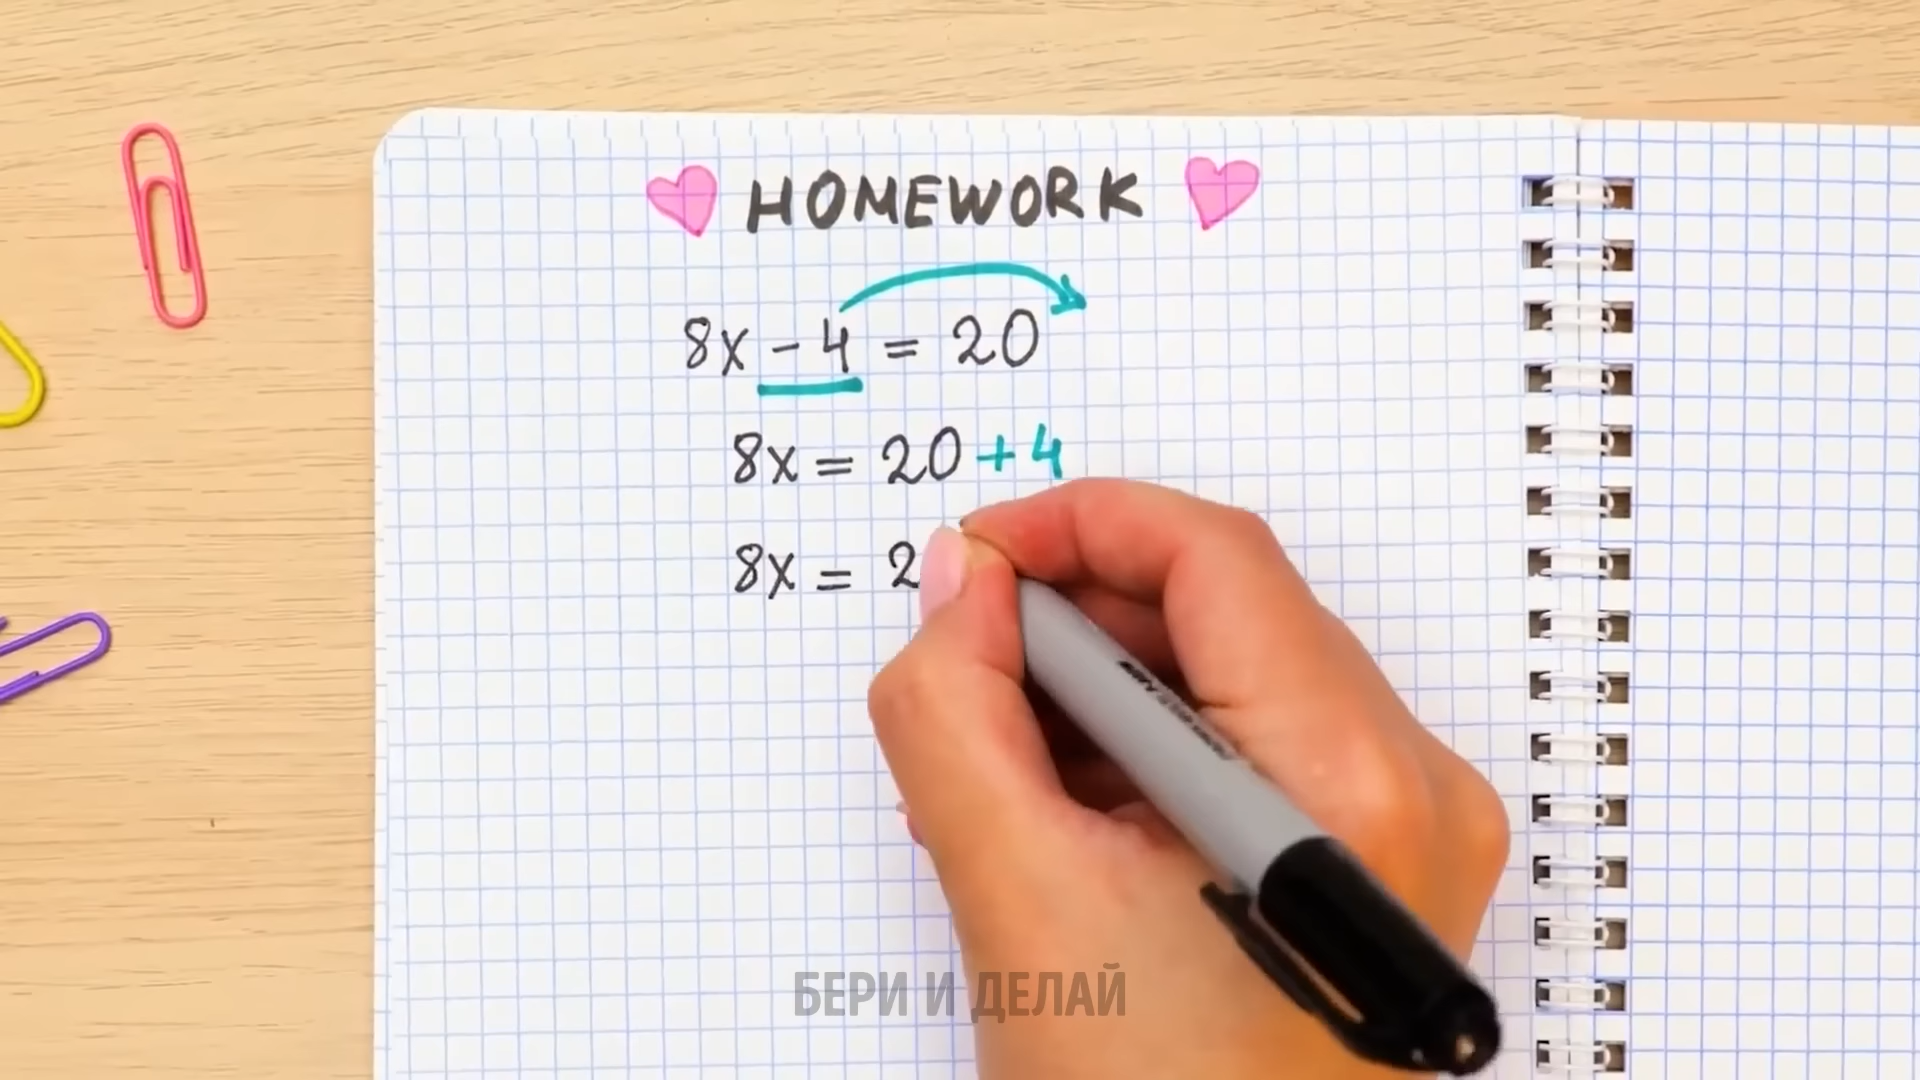 HOMEWORK
8x - 4 = 20
8x = 20 + 4
8x = 2
БЕРИ И ДЕЛАЙ